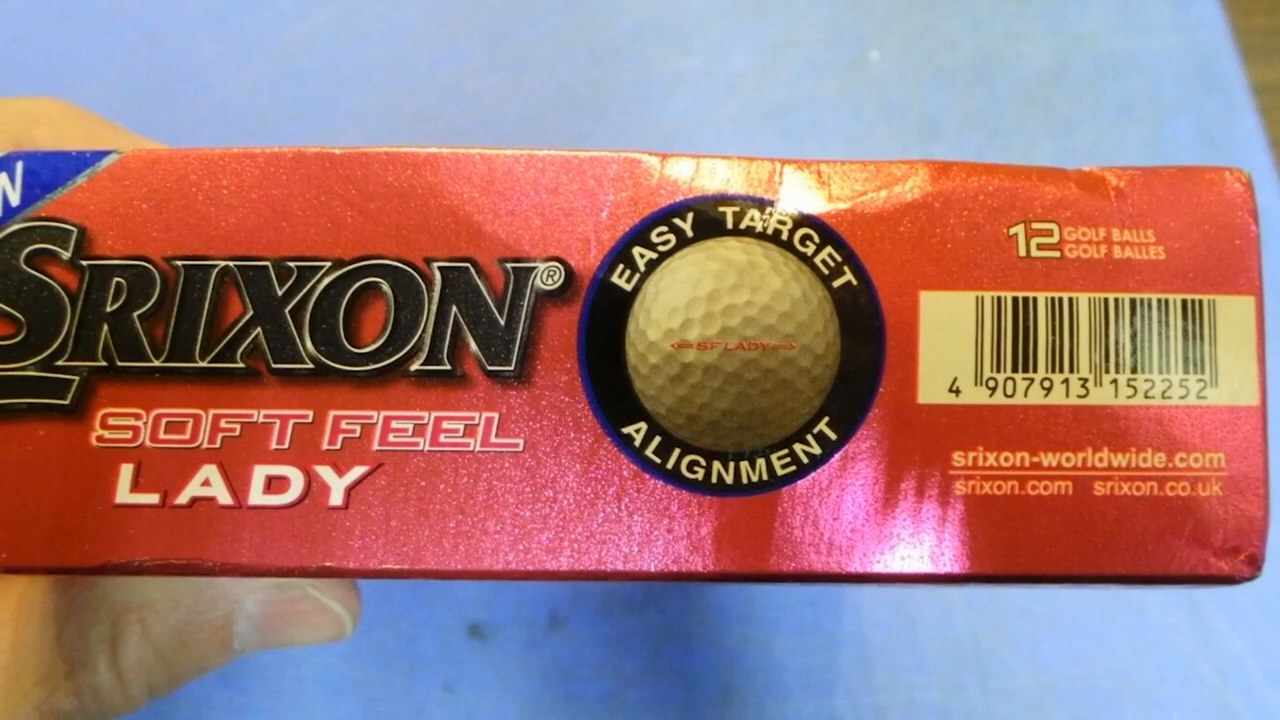 SRIXON®
SOFT FEEL
LADY
EASY TARGET
SF LADY
ALIGNMENT
12 GOLF BALLS
GOLF BALLES
4 907913 152252
srixon-worldwide.com
srixon.com srixon.co.uk